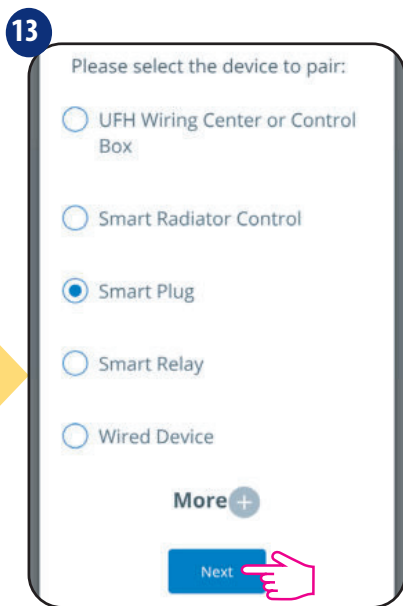 13
Please select the device to pair:
UFH Wiring Center or Control
Box
Smart Radiator Control
Smart Plug
Smart Relay
Wired Device
More +
Next